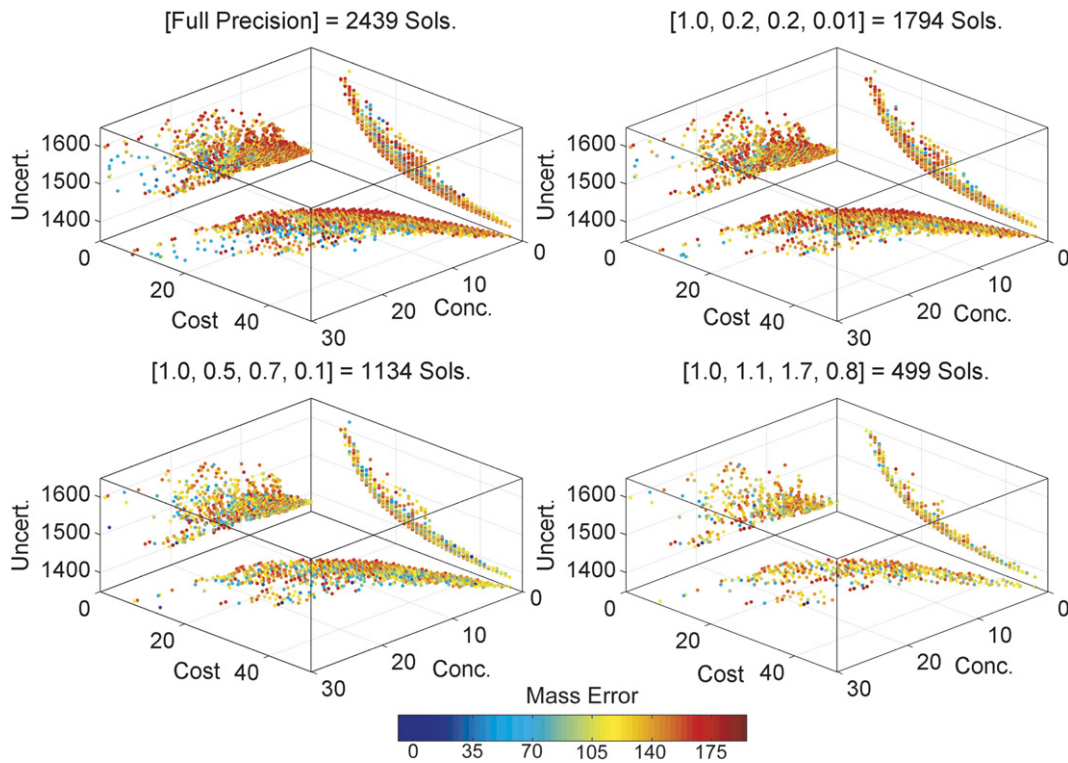 [Full Precision] = 2439 Sols.
[1.0, 0.2, 0.2, 0.01] = 1794 Sols.
Uncert.
1600
1500
1400
0
20
Cost 40
30
20
Conc.
10
0
Uncert.
1600
1500
1400
0
20
Cost 40
30
20
Conc.
10
0
[1.0, 0.5, 0.7, 0.1] = 1134 Sols.
[1.0, 1.1, 1.7, 0.8] = 499 Sols.
Uncert.
1600
1500
1400
0
20
Cost 40
30
20
Conc.
10
0
Uncert.
1600
1500
1400
0
20
Cost 40
30
20
Conc.
10
0
Mass Error
0 35 70 105 140 175